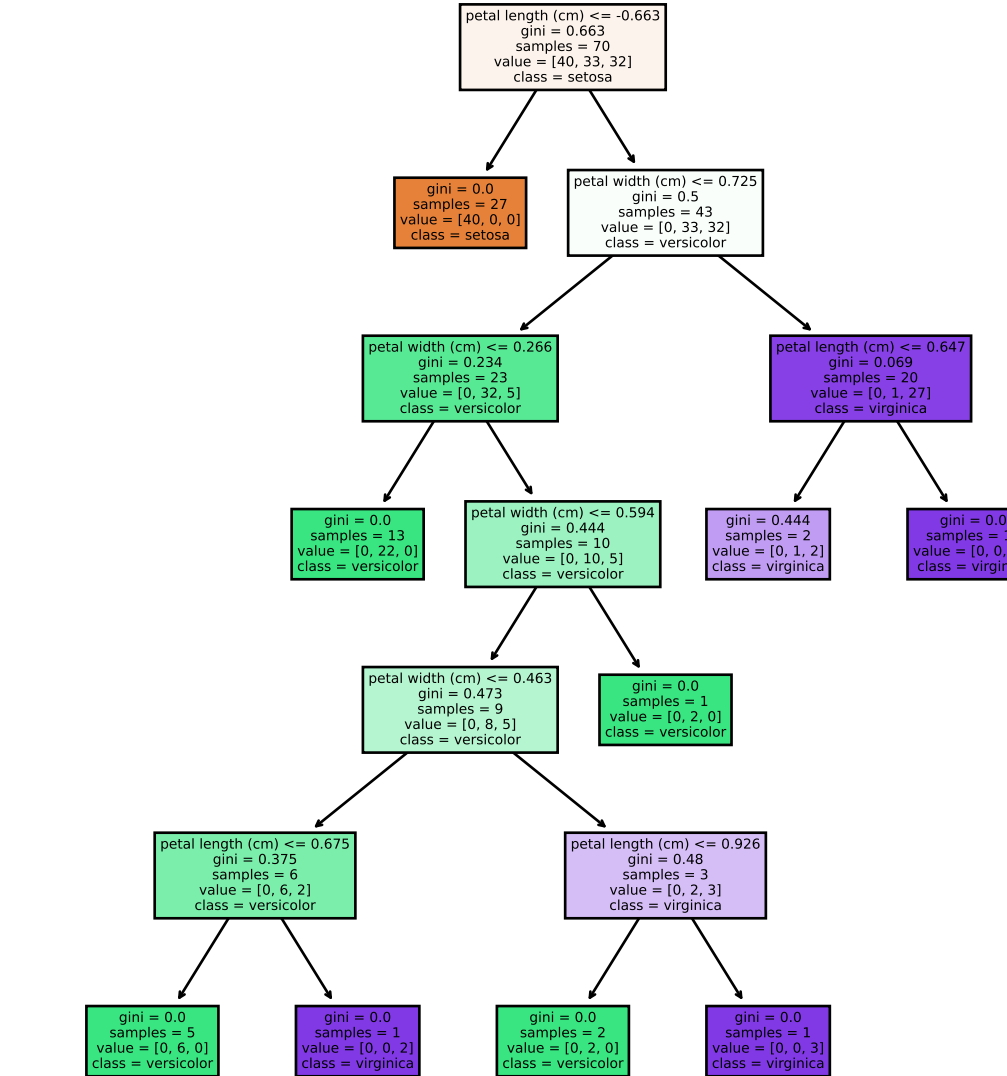 petal length (cm) <= -0.663
gini = 0.663
samples = 70
value = [40, 33, 32]
class = setosa
gini = 0.0
samples = 27
value = [40, 0, 0]
class = setosa
petal width (cm) <= 0.725
gini = 0.5
samples = 43
value = [0, 33, 32]
class = versicolor
petal width (cm) <= 0.266
gini = 0.234
samples = 23
value = [0, 32, 5]
class = versicolor
petal length (cm) <= 0.647
gini = 0.069
samples = 20
value = [0, 1, 27]
class = virginica
gini = 0.0
samples = 13
value = [0, 22, 0]
class = versicolor
petal width (cm) <= 0.594
gini = 0.444
samples = 10
value = [0, 10, 5]
class = versicolor
gini = 0.444
samples = 2
value = [0, 1, 2]
class = virginica
gini = 0.0
samples =
value = [0, 0,
class =
petal width (cm) <= 0.463
gini = 0.473
samples = 9
value = [0, 8, 5]
class = versicolor
gini = 0.0
samples = 1
value = [0, 2, 0]
class = versicolor
petal length (cm) <= 0.675
gini = 0.375
samples = 6
value = [0, 6, 2]
class = versicolor
petal length (cm) <= 0.926
gini = 0.48
samples = 3
value = [0, 2, 3]
class = virginica
gini = 0.0
samples = 5
value = [0, 6, 0]
class = versicolor
gini = 0.0
samples = 1
value = [0, 0, 2]
class = virginica
gini = 0.0
samples = 2
value = [0, 2, 0]
class = versicolor
gini = 0.0
samples = 1
value = [0, 0, 3]
class = virginica